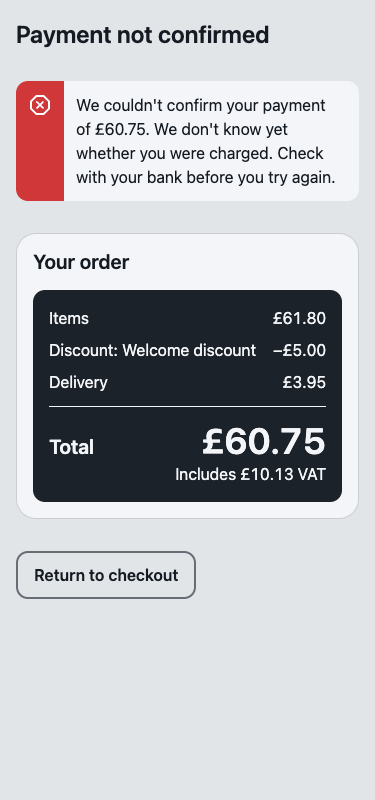 Payment not confirmed
We couldn't confirm your payment
of £60.75. We don't know yet
whether you were charged. Check
with your bank before you try again.
Your order
Items £61.80
Discount: Welcome discount −£5.00
Delivery £3.95
Total £60.75
Includes £10.13 VAT
Return to checkout